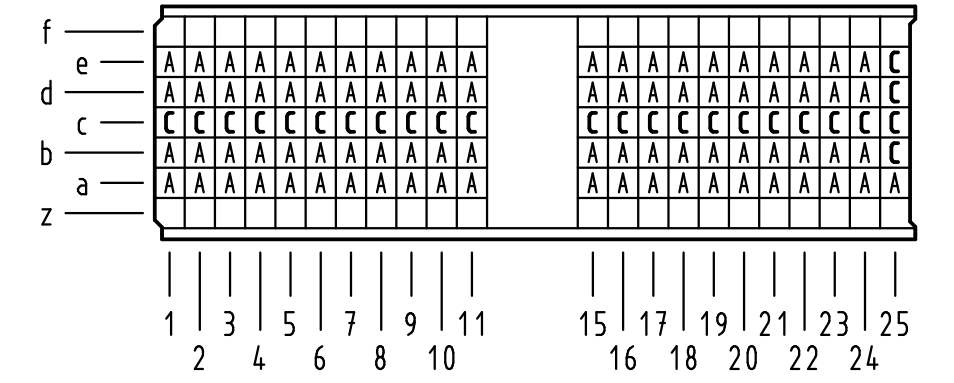 f
e A A A A A A A A A A A A A A A A A A A A A C
d A A A A A A A A A A A A A A A A A A A A A C
c C C C C C C C C C C C C C C C C C C C C C C
b A A A A A A A A A A A A A A A A A A A A A C
a A A A A A A A A A A A A A A A A A A A A A A
z
1 3 5 7 9 11 15 17 19 21 23 25
2 4 6 8 10 16 18 20 22 24